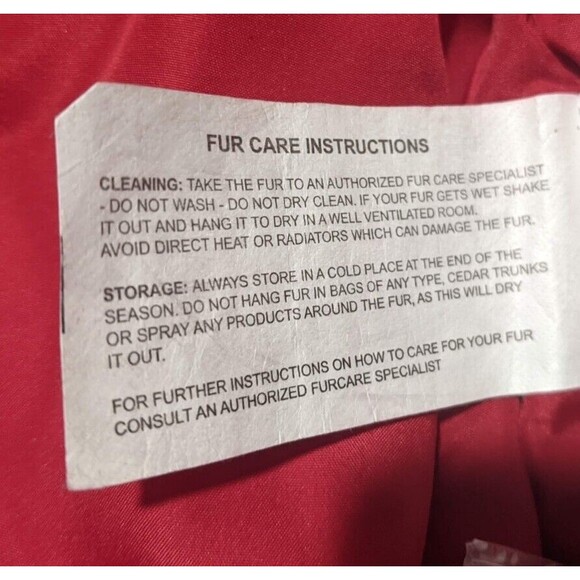 FUR CARE INSTRUCTIONS
CLEANING: TAKE THE FUR TO AN AUTHORIZED FUR CARE SPECIALIST
- DO NOT WASH - DO NOT DRY CLEAN. IF YOUR FUR GETS WET SHAKE
IT OUT AND HANG IT TO DRY IN A WELL VENTILATED ROOM.
AVOID DIRECT HEAT OR RADIATORS WHICH CAN DAMAGE THE FUR.
STORAGE: ALWAYS STORE IN A COLD PLACE AT THE END OF THE
SEASON. DO NOT HANG FUR IN BAGS OF ANY TYPE, CEDAR TRUNKS
OR SPRAY ANY PRODUCTS AROUND THE FUR, AS THIS WILL DRY
IT OUT.
FOR FURTHER INSTRUCTIONS ON HOW TO CARE FOR YOUR FUR
CONSULT AN AUTHORIZED FURCARE SPECIALIST